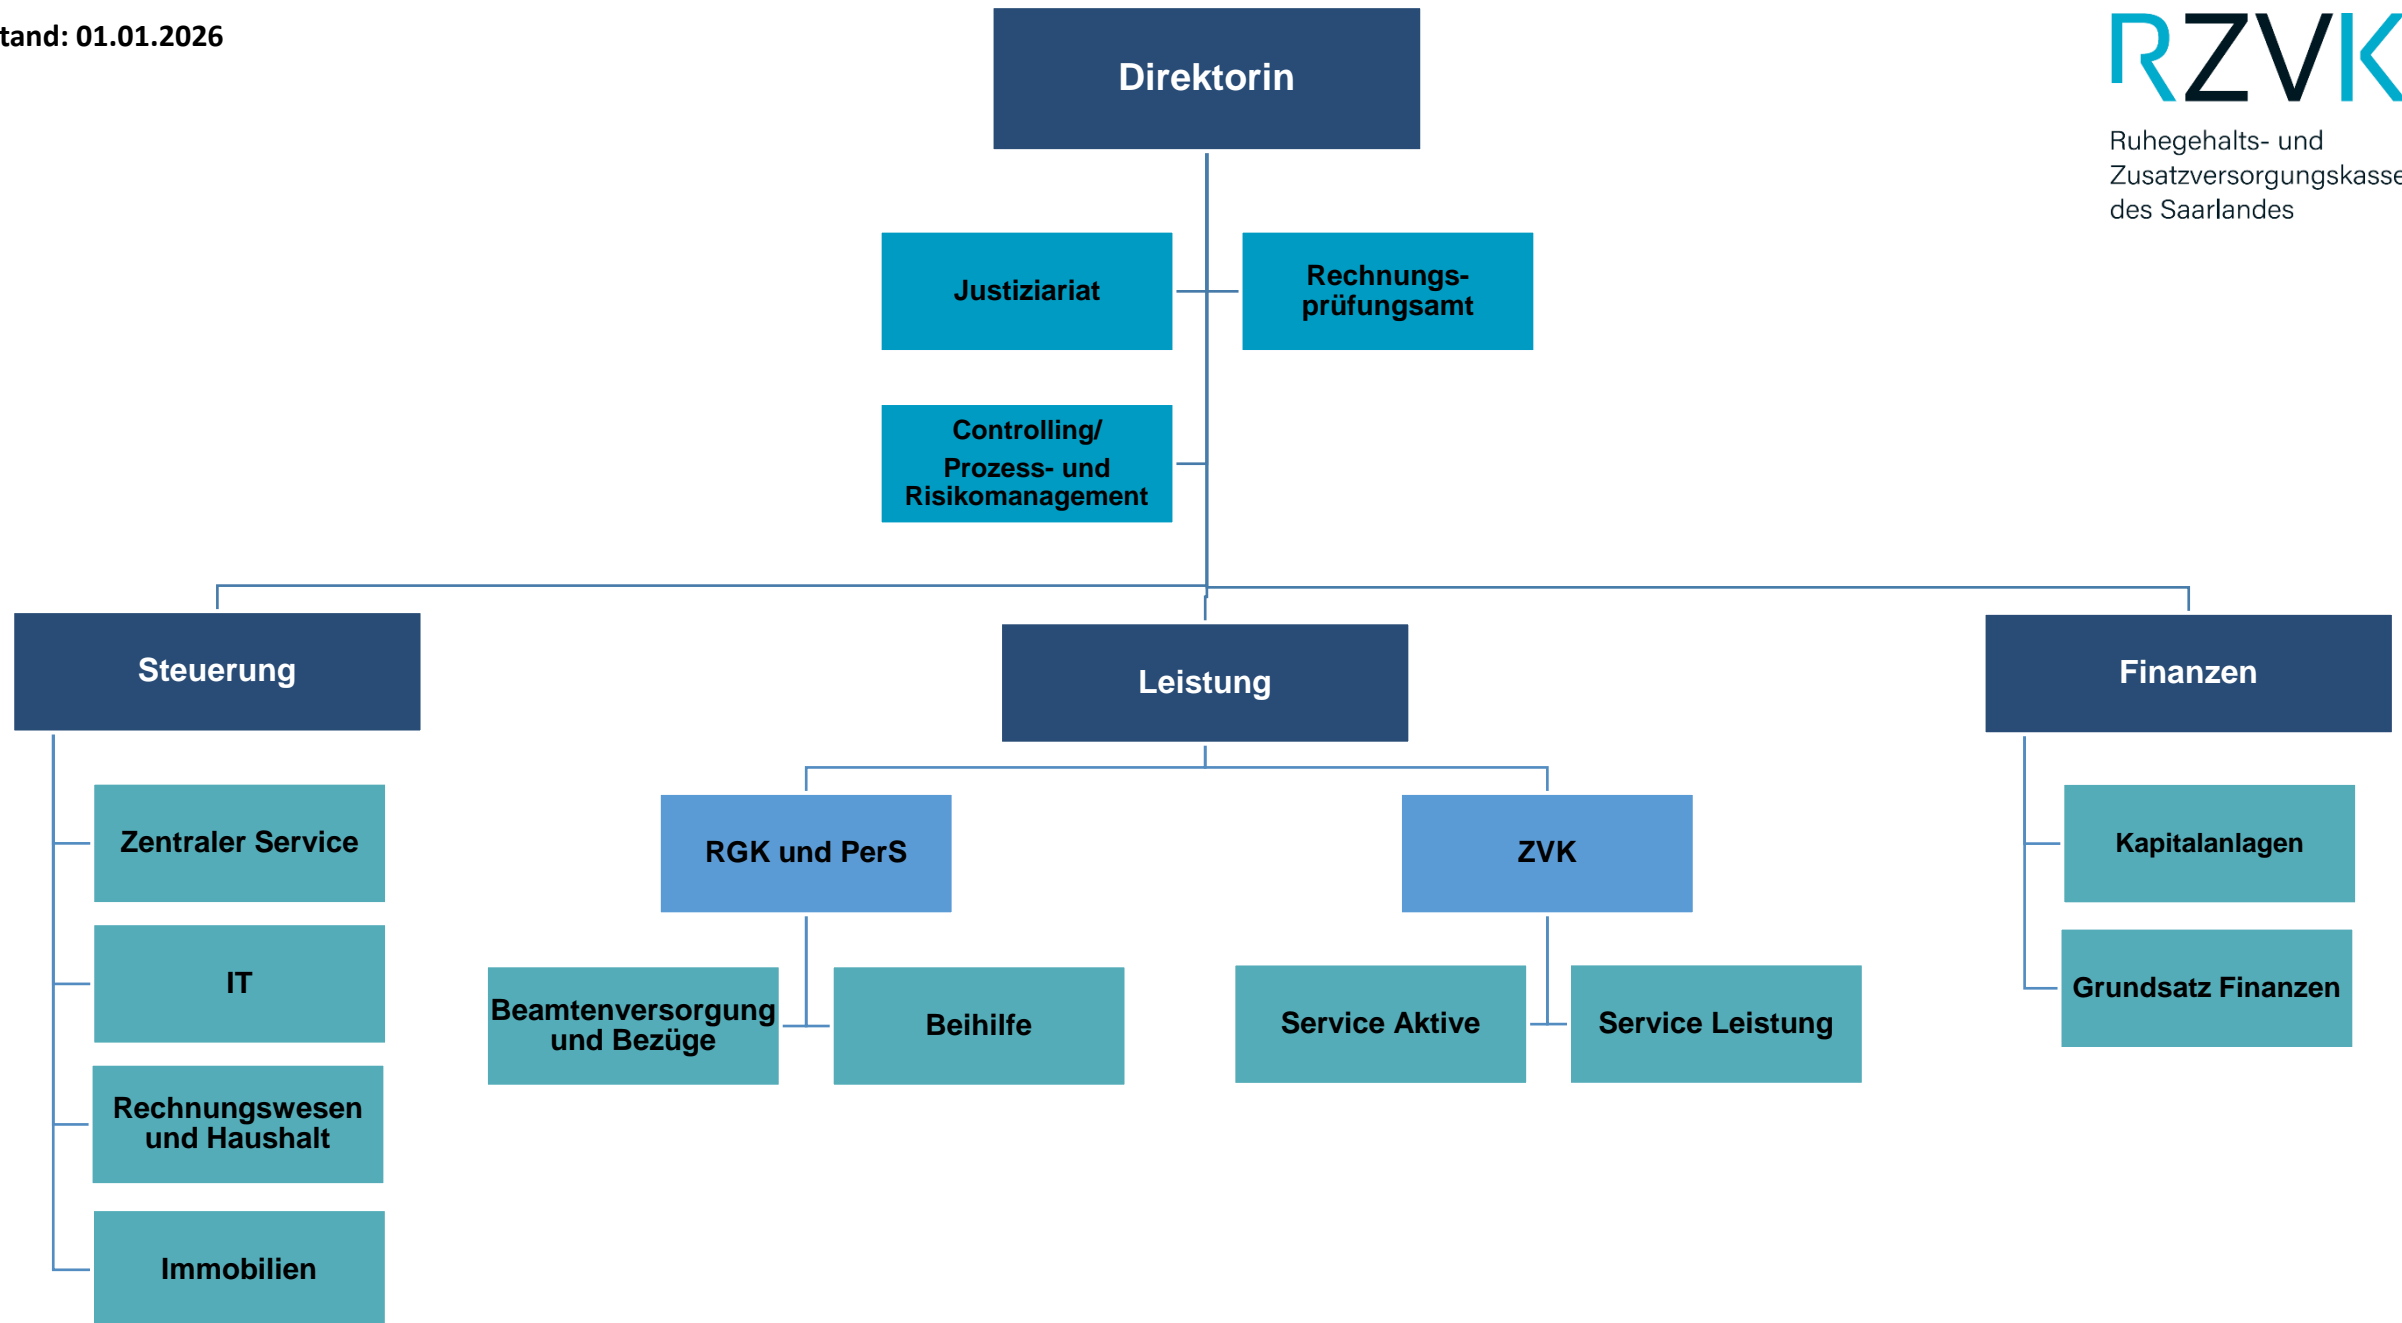 tand: 01.01.2026
Direktorin
RZVK
Ruhegehalts- und
Zusatzversorgungskasse
des Saarlandes
Justiziariat
Rechnungs-
prüfungsamt
Controlling/
Prozess- und
Risikomanagement
Steuerung
Leistung
Finanzen
Zentraler Service
RGK und PerS
ZVK
Kapitalanlagen
IT
Beamtenversorgung
und Bezüge
Beihilfe
Service Aktive
Service Leistung
Grundsatz Finanzen
Rechnungswesen
und Haushalt
Immobilien